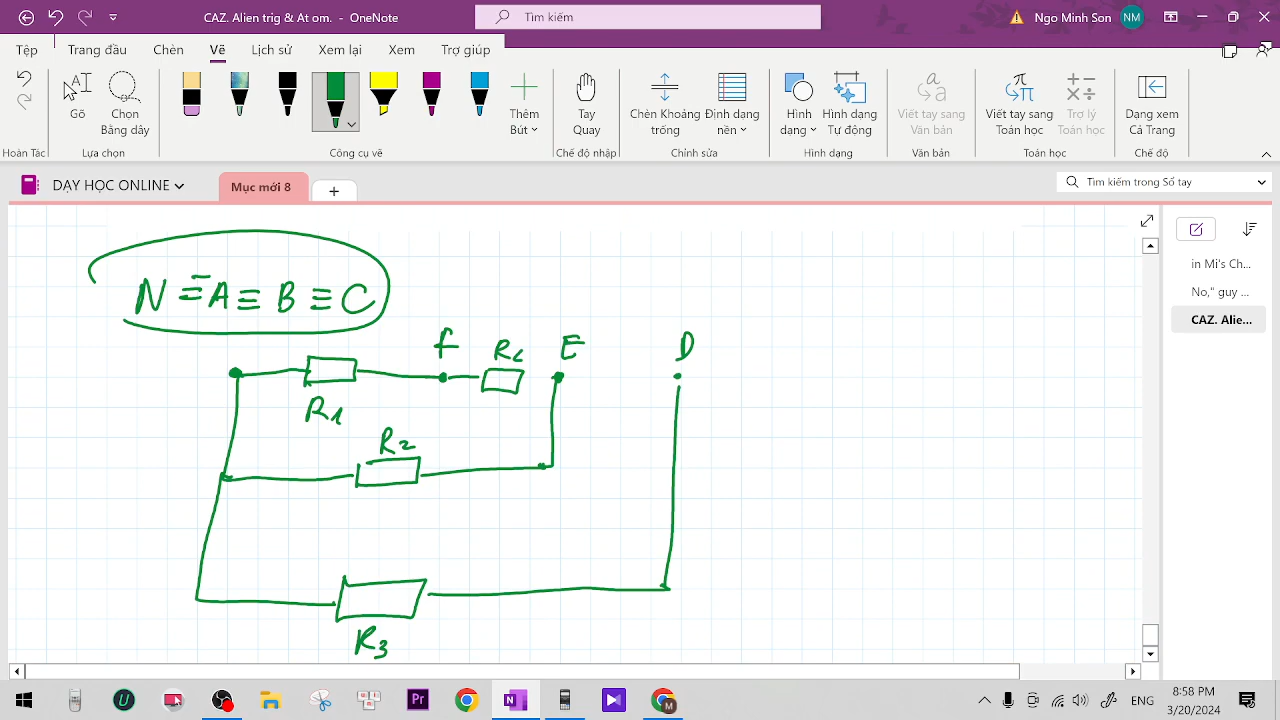 CAZ. Alien at. - OneNote
Tìm kiếm
Ngo Minh Son
NM
Tệp
Trang đầu
Chèn
Vẽ
Lịch sử
Xem lại
Xem
Trợ giúp
Gõ
Chọn
Bằng dây
Thêm
Bút
Tay
Quay
Chèn Khoảng
trống
Định dạng
nền
Hình
dạng
Hình dạng
Tự động
Viết tay sang
Văn bản
Viết tay sang
Toán học
Trợ lý
Toán học
Dạng xem
Cả Trang
Hoàn Tác
Lựa chọn
Công cụ vẽ
Chế độ nhập
Chỉnh sửa
Hình dạng
Văn bản
Toán học
Chế độ
DẠY HỌC ONLINE
Mục mới 8
Tìm kiếm trong Sổ tay
in Mi's Ch...
No," guy ...
CAZ. Alie...
N ≡ A ≡ B ≡ C
f
E
D
R1
R2
R3
Pr
N
M
ENG
8:58 PM
3/20/2024